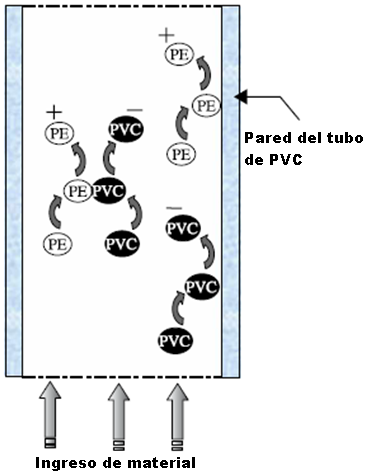 +
PE
PE
+
PE
–
PVC
PE
PVC
PE
PE
PVC
–
PVC
PVC
PVC
Pared del tubo
de PVC
Ingreso de material